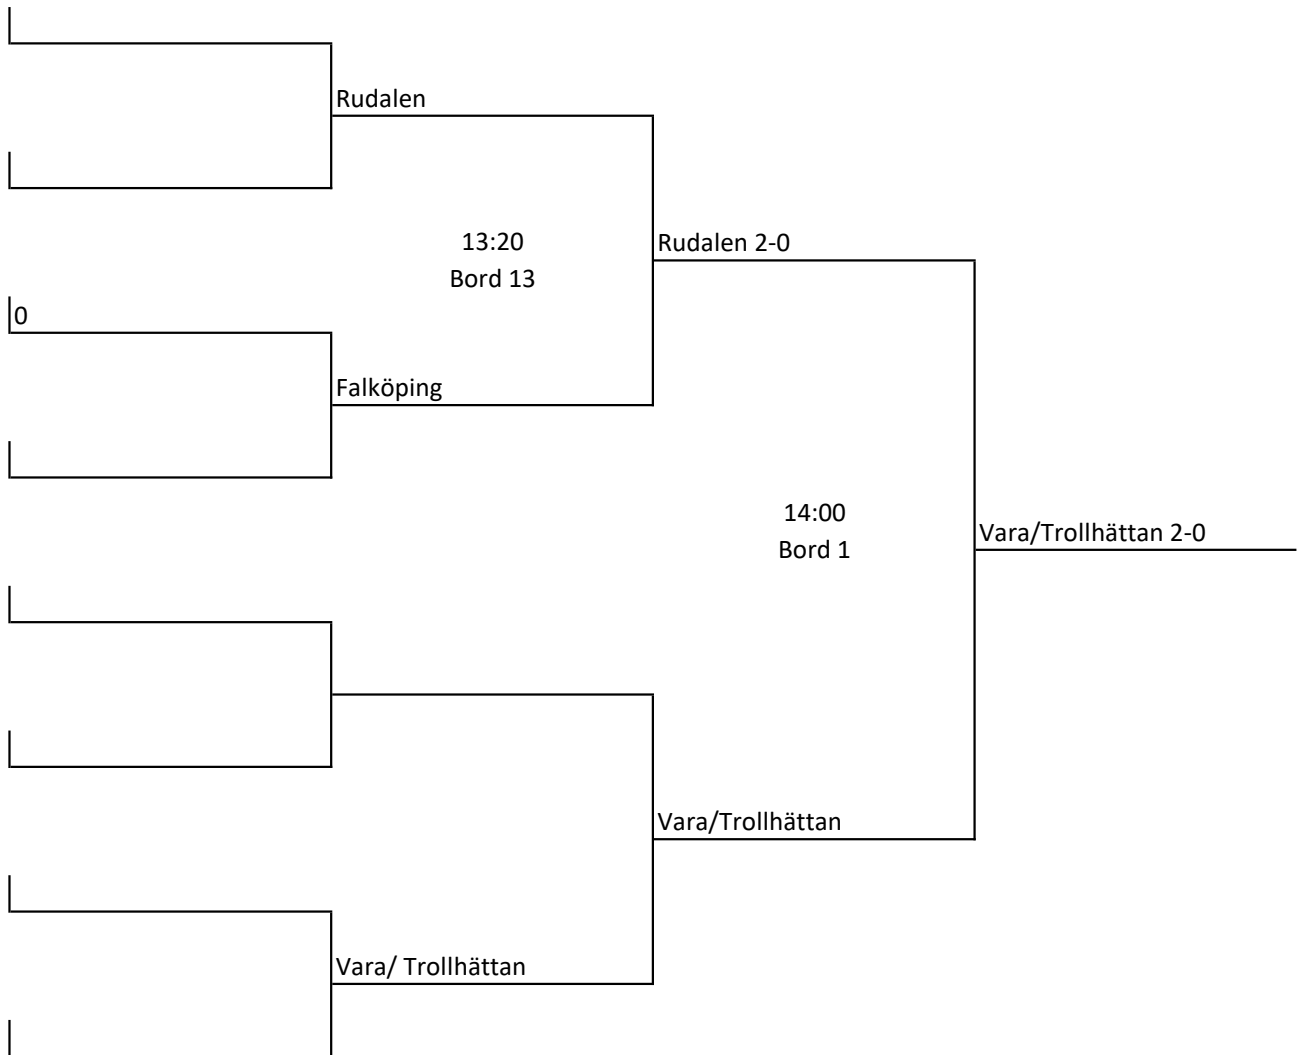 Rudalen
13:20
Bord 13
Rudalen 2-0
0
Falköping
14:00
Bord 1
Vara/Trollhättan 2-0
Vara/Trollhättan
Vara/ Trollhättan